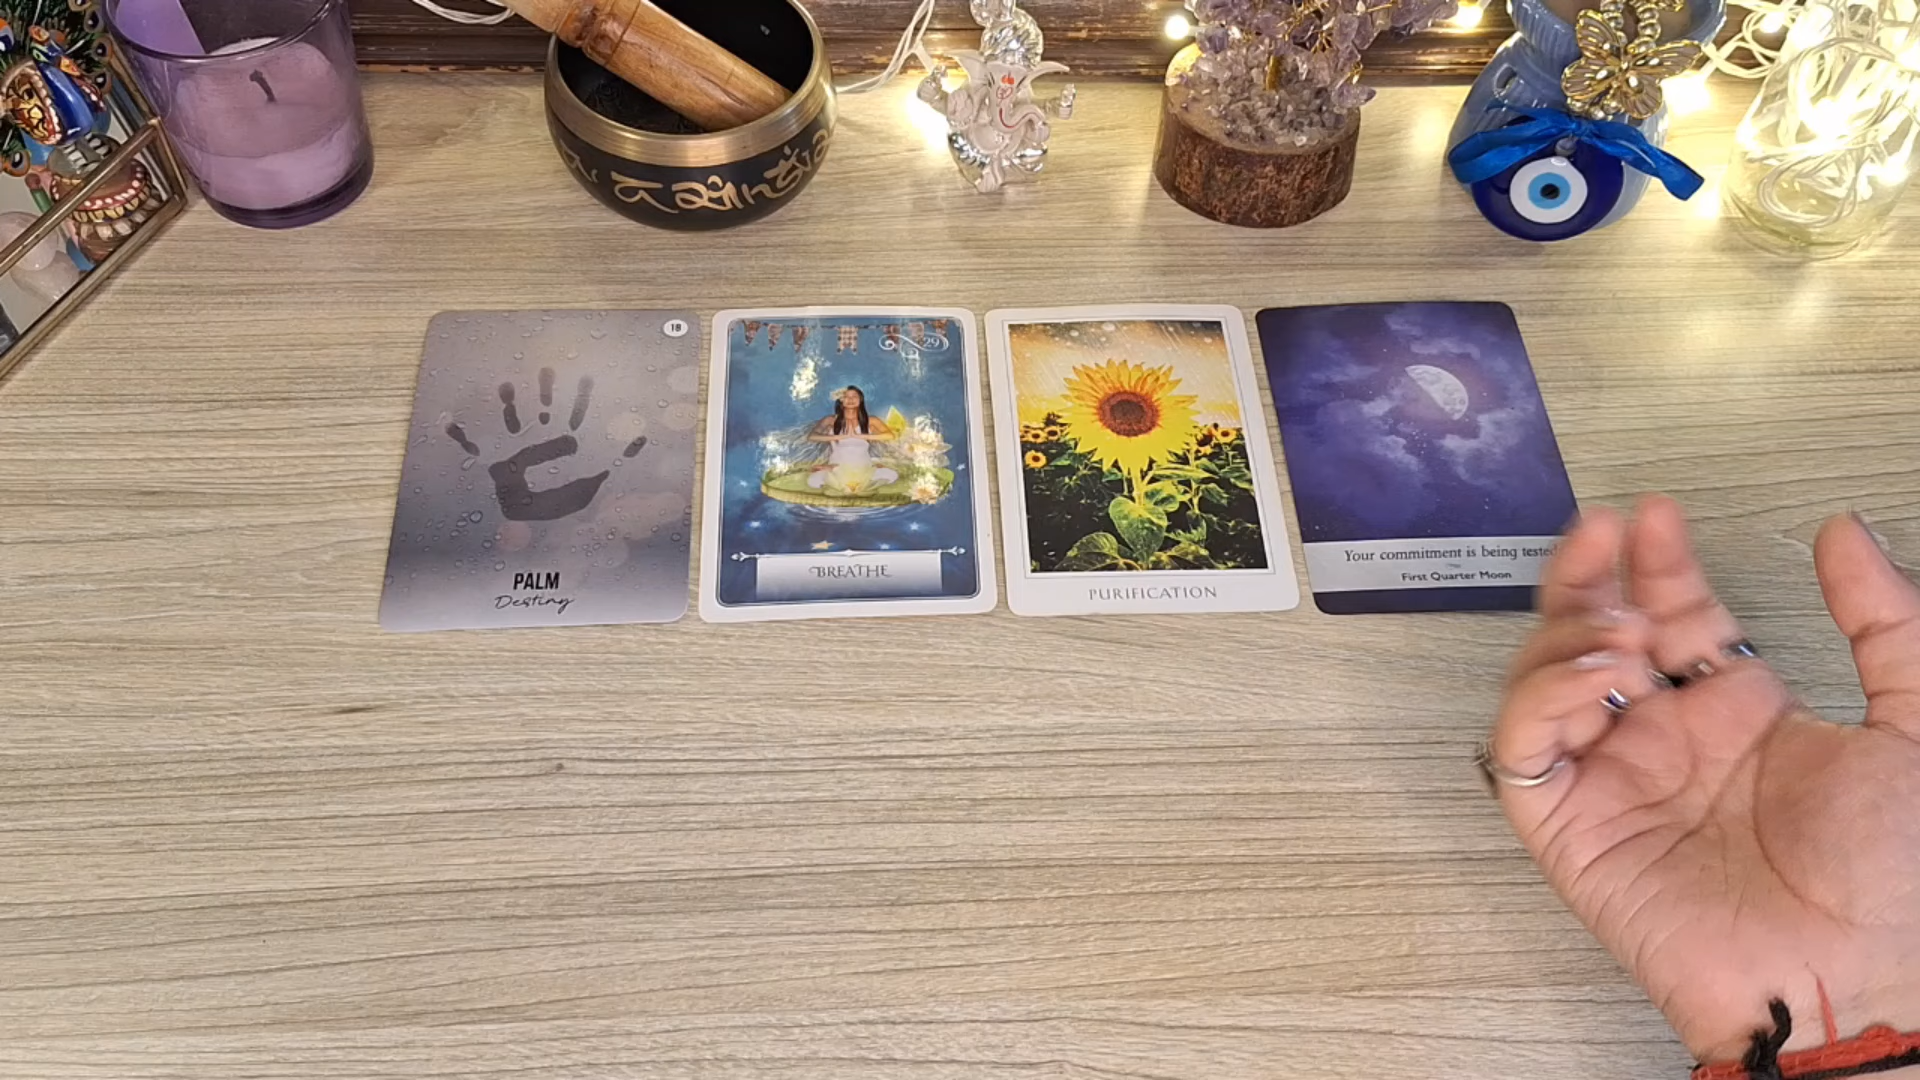 18
PALM
Destiny
29
BREATHE
PURIFICATION
Your commitment is being tested
First Quarter Moon